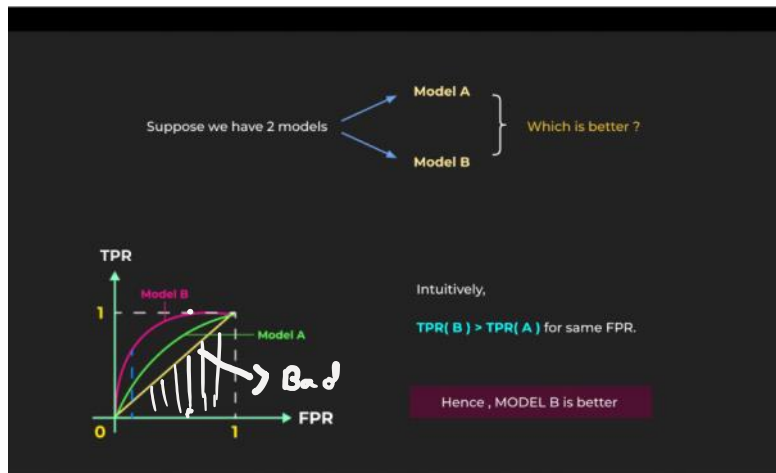 Model A
Suppose we have 2 models
Which is better ?
Model B
TPR
Model B
1
Model A
Bad
0
1
FPR
Intuitively,
TPR( B ) > TPR( A ) for same FPR.
Hence , MODEL B is better